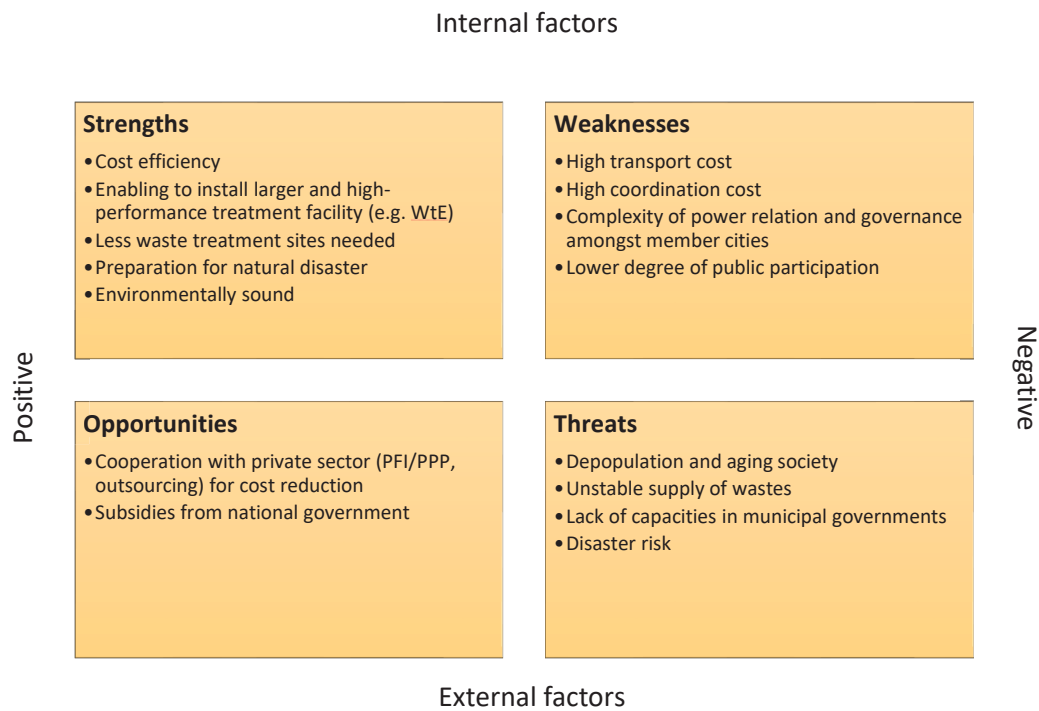 Internal factors
Strengths
•Cost efficiency
•Enabling to install larger and high-
performance treatment facility (e.g. WtE)
•Less waste treatment sites needed
•Preparation for natural disaster
•Environmentally sound
Weaknesses
•High transport cost
•High coordination cost
•Complexity of power relation and governance
amongst member cities
•Lower degree of public participation
Positive
Negative
Opportunities
•Cooperation with private sector (PFI/PPP,
outsourcing) for cost reduction
•Subsidies from national government
Threats
•Depopulation and aging society
•Unstable supply of wastes
•Lack of capacities in municipal governments
•Disaster risk
External factors